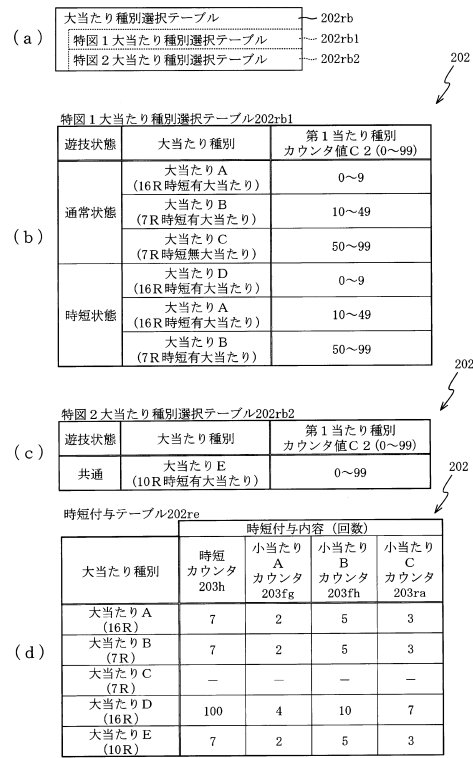 (a)
大当たり種別選択テーブル 202rb
特図1大当たり種別選択テーブル 202rb1
特図2大当たり種別選択テーブル 202rb2
202
(b)
特図1大当たり種別選択テーブル202rb1
遊技状態 大当たり種別 第1当たり種別
カウンタ値C2(0~99)
通常状態
大当たりA
(16R時短有大当たり) 0~9
大当たりB
(7R時短有大当たり) 10~49
大当たりC
(7R時短無大当たり) 50~99
時短状態
大当たりD
(16R時短有大当たり) 0~9
大当たりA
(16R時短有大当たり) 10~49
大当たりB
(7R時短有大当たり) 50~99
202
(c)
特図2大当たり種別選択テーブル202rb2
遊技状態 大当たり種別 第1当たり種別
カウンタ値C2(0~99)
共通 大当たりE
(10R時短有大当たり) 0~99
202
(d)
時短付与テーブル202re
大当たり種別
時短付与内容(回数)
時短
カウンタ
203h
小当たり
A
カウンタ
203fg
小当たり
B
カウンタ
203fh
小当たり
C
カウンタ
203ra
大当たりA
(16R) 7 2 5 3
大当たりB
(7R) 7 2 5 3
大当たりC
(7R) — — — —
大当たりD
(16R) 100 4 10 7
大当たりE
(10R) 7 2 5 3